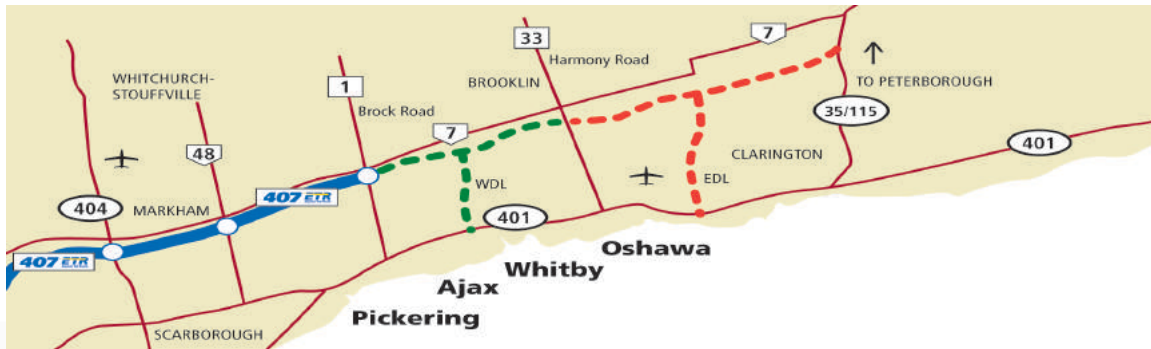 33
7
Harmony Road
WHITCHURCH-
STOUFFVILLE
BROOKLIN
TO PETERBOROUGH
1
Brock Road
35/115
7
401
48
CLARINGTON
WDL
EDL
407 ETR
404
MARKHAM
401
Oshawa
407 ETR
Whitby
Ajax
Pickering
SCARBOROUGH